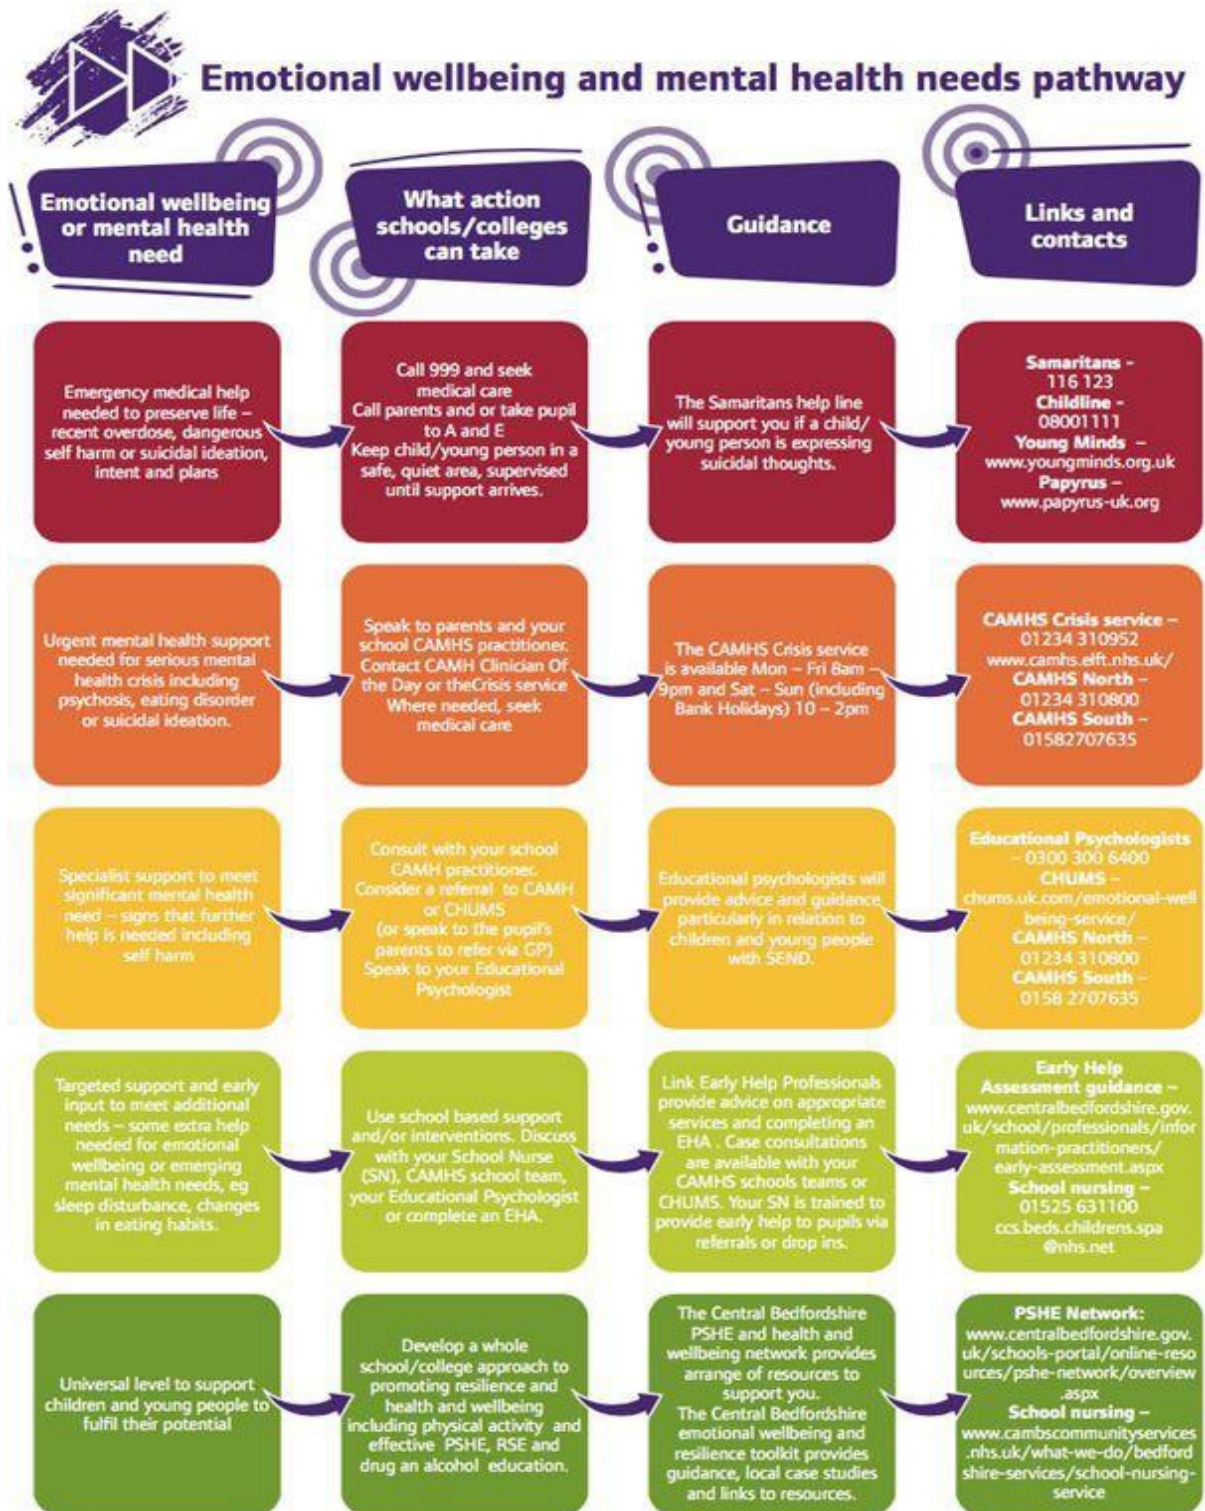 Emotional wellbeing and mental health needs pathway
Emotional wellbeing
or mental health
need
What action
schools/colleges
can take
Guidance
Links and
contacts
Emergency medical help
needed to preserve life –
recent overdose, dangerous
self harm or suicidal ideation,
intent and plans
Call 999 and seek
medical care
Call parents and or take pupil
to A and E
Keep child/young person in a
safe, quiet area, supervised
until support arrives.
The Samaritans help line
will support you if a child/
young person is expressing
suicidal thoughts.
Samaritans -
116 123
Childline -
08001111
Young Minds –
www.youngminds.org.uk
Papyrus –
www.papyrus-uk.org
Urgent mental health support
needed for serious mental
health crisis including
psychosis, eating disorder
or suicidal ideation.
Speak to parents and your
school CAMHS practitioner.
Contact CAMH Clinician Of
the Day or theCrisis service
Where needed, seek
medical care
The CAMHS Crisis service
is available Mon – Fri 8am –
9pm and Sat – Sun (including
Bank Holidays) 10 – 2pm
CAMHS Crisis service –
01234 310952
www.camhs.elft.nhs.uk/
CAMHS North –
01234 310800
CAMHS South –
01582707635
Specialist support to meet
significant mental health
need – signs that further
help is needed including
self harm
Consult with your school
CAMH practitioner.
Consider a referral to CAMH
or CHUMS
(or speak to the pupil's
parents to refer via GP)
Speak to your Educational
Psychologist
Educational psychologists will
provide advice and guidance
particularly in relation to
children and young people
with SEND.
Educational Psychologists
– 0300 300 6400
CHUMS –
chums.uk.com/emotional-well
being-service/
CAMHS North –
01234 310800
CAMHS South –
0158 2707635
Targeted support and early
input to meet additional
needs – some extra help
needed for emotional
wellbeing or emerging
mental health needs, eg
sleep disturbance, changes
in eating habits.
Use school based support
and/or interventions. Discuss
with your School Nurse
(SN), CAMHS school team,
your Educational Psychologist
or complete an EHA.
Link Early Help Professionals
provide advice on appropriate
services and completing an
EHA . Case consultations
are available with your
CAMHS schools teams or
CHUMS. Your SN is trained to
provide early help to pupils via
referrals or drop ins.
Early Help
Assessment guidance –
www.centralbedfordshire.gov.
uk/school/professionals/infor
mation-practitioners/
early-assessment.aspx
School nursing –
01525 631100
ccs.beds.childrens.spa
@nhs.net
Universal level to support
children and young people to
fulfil their potential
Develop a whole
school/college approach to
promoting resilience and
health and wellbeing
including physical activity and
effective PSHE, RSE and
drug an alcohol education.
The Central Bedfordshire
PSHE and health and
wellbeing network provides
arrange of resources to
support you.
The Central Bedfordshire
emotional wellbeing and
resilience toolkit provides
guidance, local case studies
and links to resources.
PSHE Network:
www.centralbedfordshire.gov.
uk/schools-portal/online-reso
urces/pshe-network/overview
.aspx
School nursing –
www.cambscommunityservices
.nhs.uk/what-we-do/bedford
shire-services/school-nursing-
service